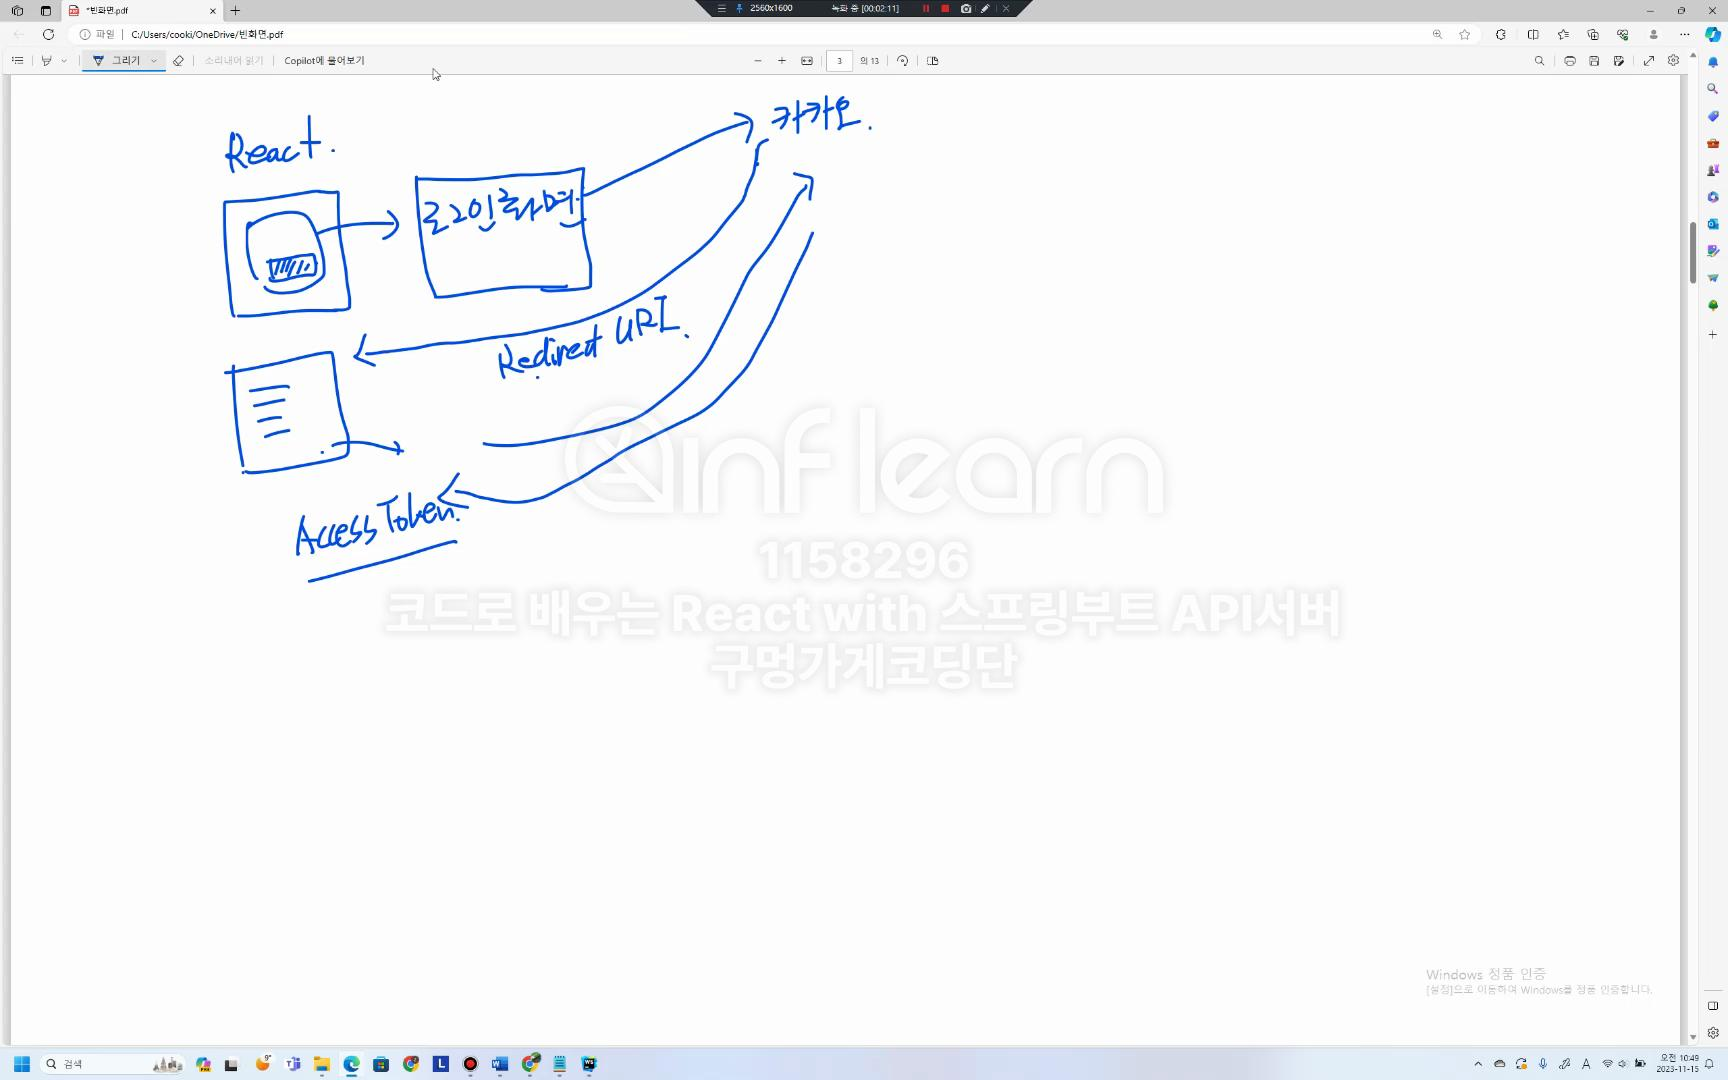 *빈화면.pdf
2560x1600
녹화 중 [00:02:11]
파일
C:/Users/cooki/OneDrive/빈화면.pdf
그리기
소리내어 읽기
Copilot에 물어보기
3
의 13
카카오.
React.
로그인화면.
Redirect URI.
Access Token.
inflearn
1158296
코드로 배우는 React with 스프링부트 API서버
구멍가게코딩단
Windows 정품 인증
[설정]으로 이동하여 Windows를 정품 인증합니다.
검색
9°
A
오전 10:49
2023-11-15